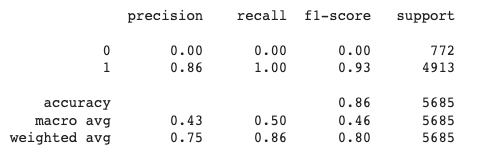 precision recall f1-score support
0 0.00 0.00 0.00 772
1 0.86 1.00 0.93 4913
accuracy 0.86 5685
macro avg 0.43 0.50 0.46 5685
weighted avg 0.75 0.86 0.80 5685